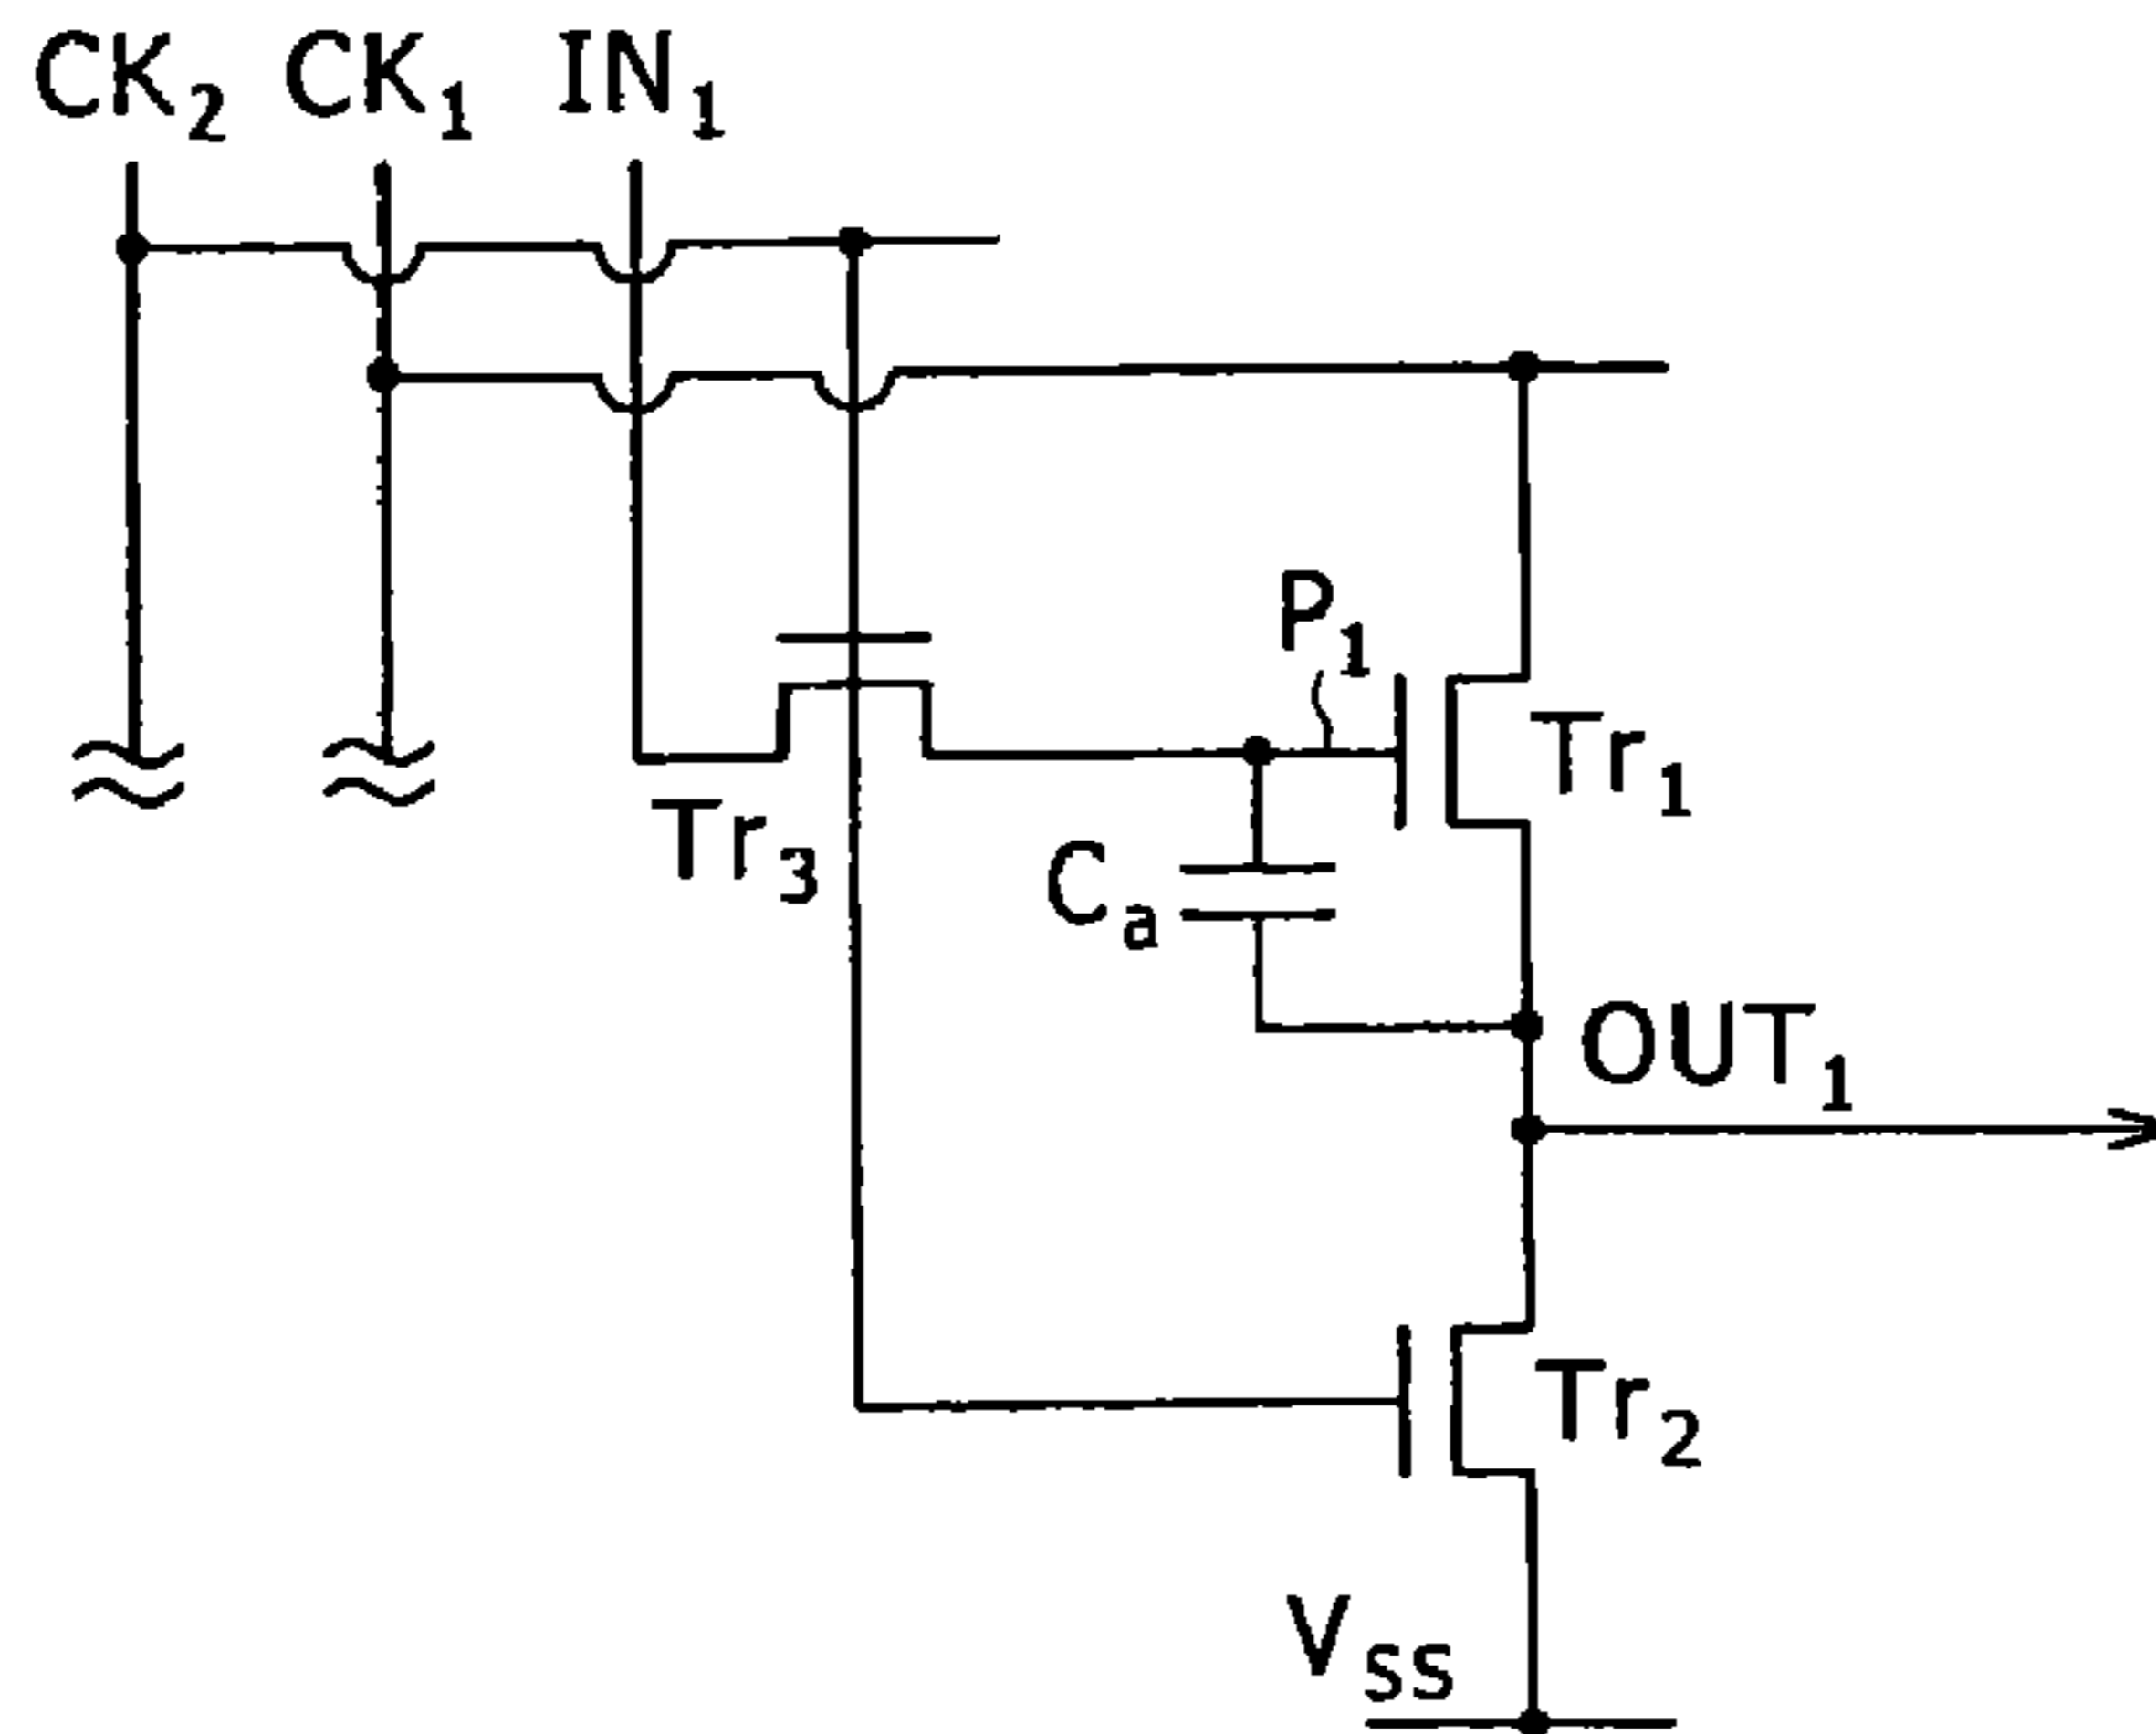 CK₂ CK₁ IN₁
P₁
Tr₁
Tr₃
Cₐ
OUT₁
Tr₂
Vss